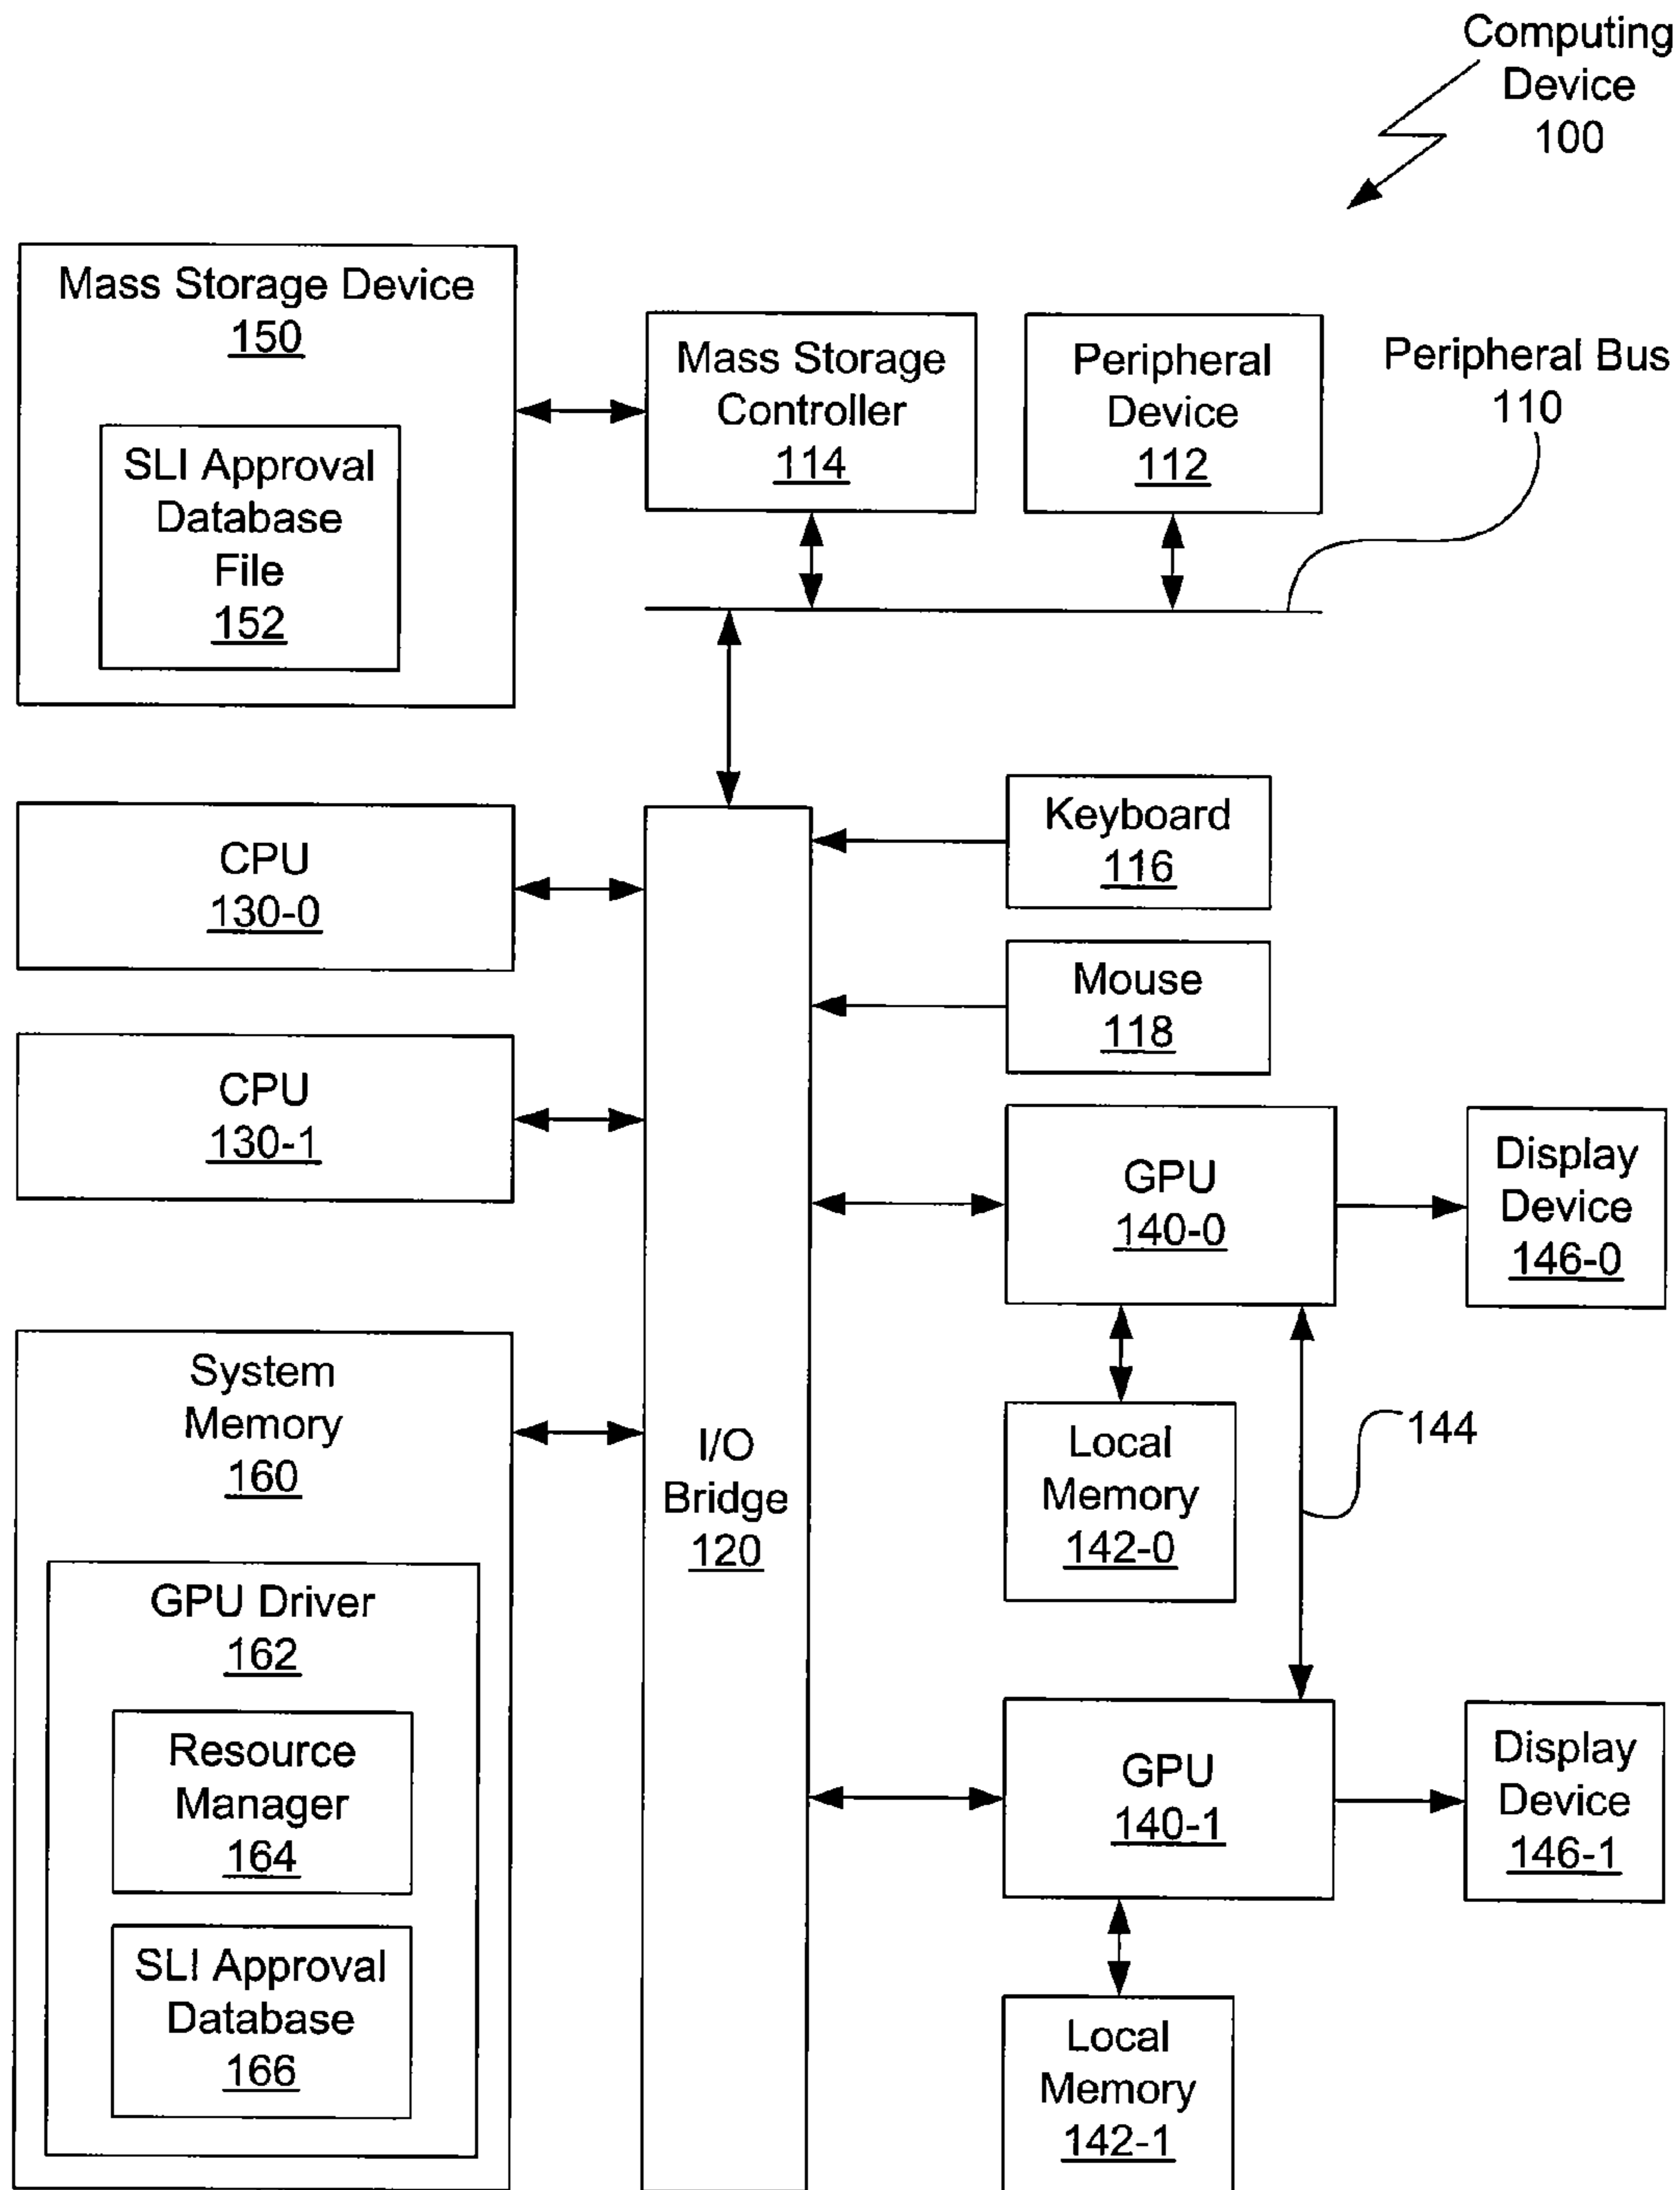 Computing
Device
100
Mass Storage Device
150
SLI Approval
Database
File
152
Mass Storage
Controller
114
Peripheral
Device
112
Peripheral Bus
110
CPU
130-0
CPU
130-1
Keyboard
116
Mouse
118
GPU
140-0
Display
Device
146-0
System
Memory
160
I/O
Bridge
120
Local
Memory
142-0
144
GPU Driver
162
Resource
Manager
164
SLI Approval
Database
166
GPU
140-1
Display
Device
146-1
Local
Memory
142-1